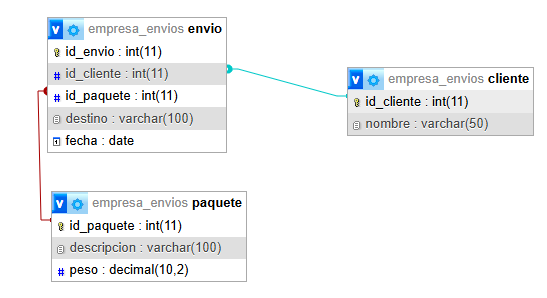 v empresa_envios envio
id_envio : int(11)
# id_cliente : int(11)
# id_paquete : int(11)
destino : varchar(100)
fecha : date
v empresa_envios cliente
id_cliente : int(11)
nombre : varchar(50)
v empresa_envios paquete
id_paquete : int(11)
descripcion : varchar(100)
# peso : decimal(10,2)